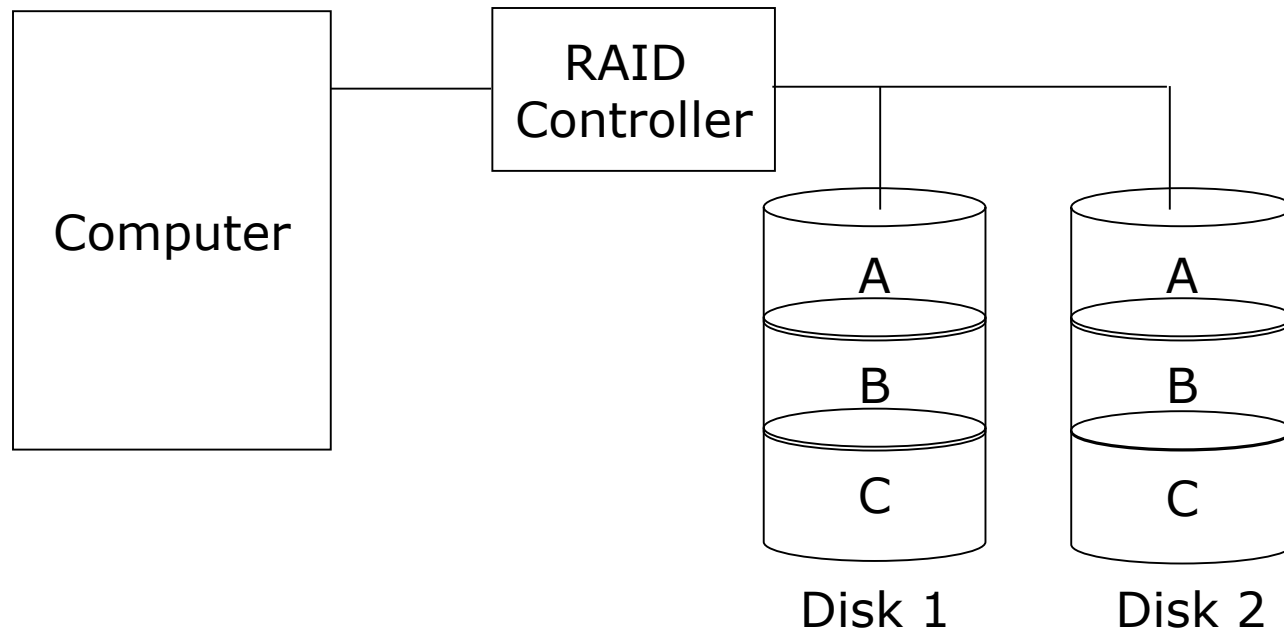 RAID
Controller
Computer
A
A
B
B
C
C
Disk 1
Disk 2